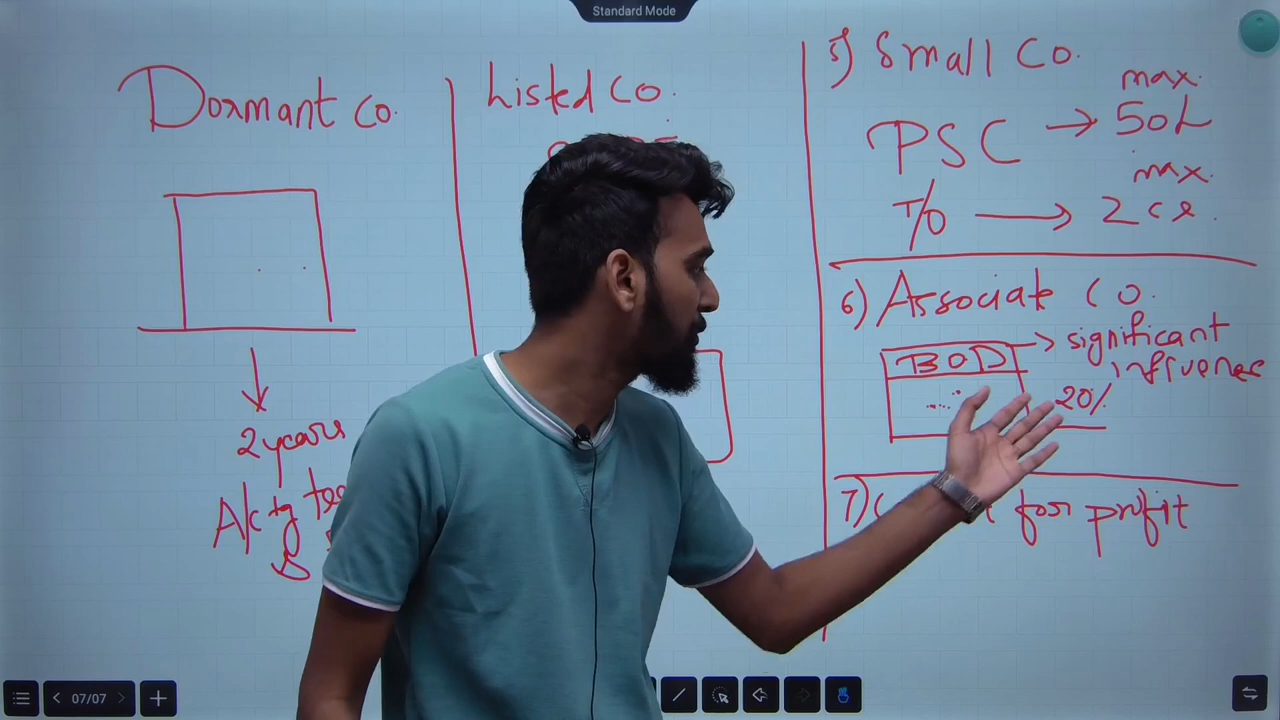 Standard Mode
Dormant Co.
2 years
A/c tg
Listed Co.
5) Small Co.
max
PSC → 50L
max.
T/O → 2 cr.
6) Associate Co.
BOD → significant influence
20%
7) for profit
07/07